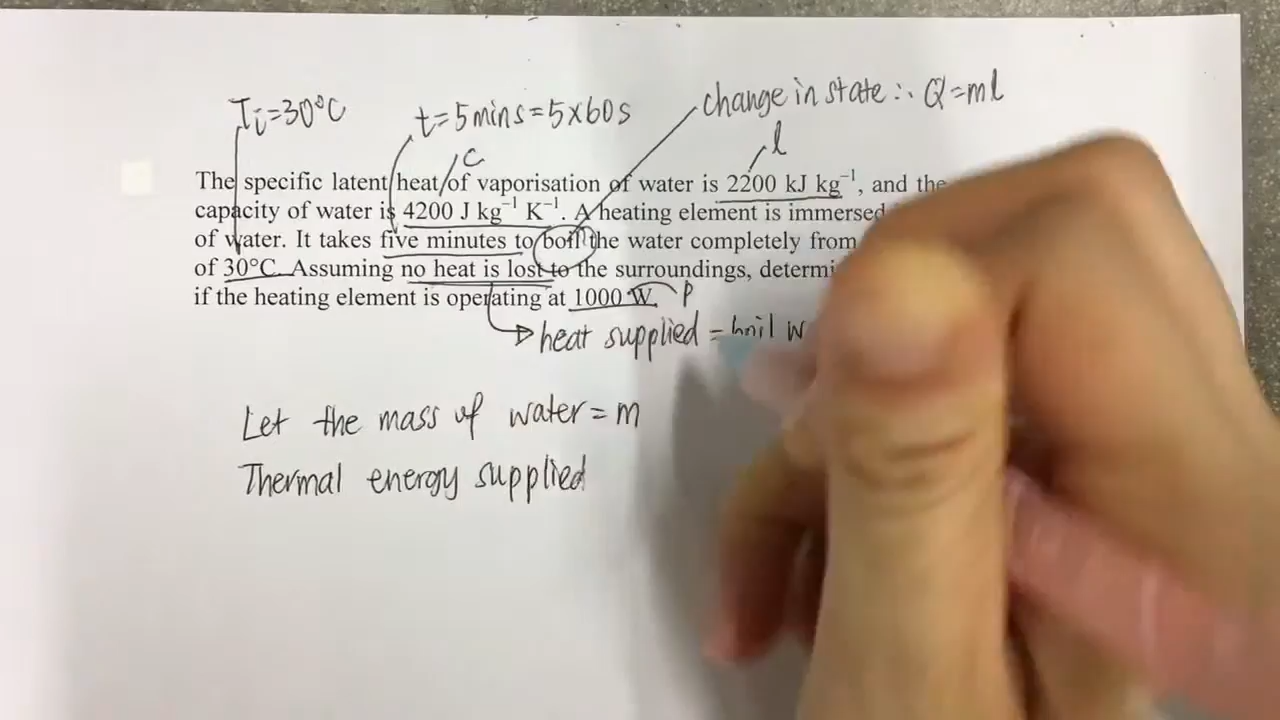 Ti=30°C
t=5mins=5×60s
change in state ∴ Q=ml
c
l
The specific latent heat of vaporisation of water is 2200 kJ kg⁻¹, and the
capacity of water is 4200 J kg⁻¹ K⁻¹. A heating element is immersed
of water. It takes five minutes to boil the water completely from
of 30°C. Assuming no heat is lost to the surroundings,
if the heating element is operating at 1000 W. P
heat supplied = boil
Let the mass of water = m
Thermal energy supplied